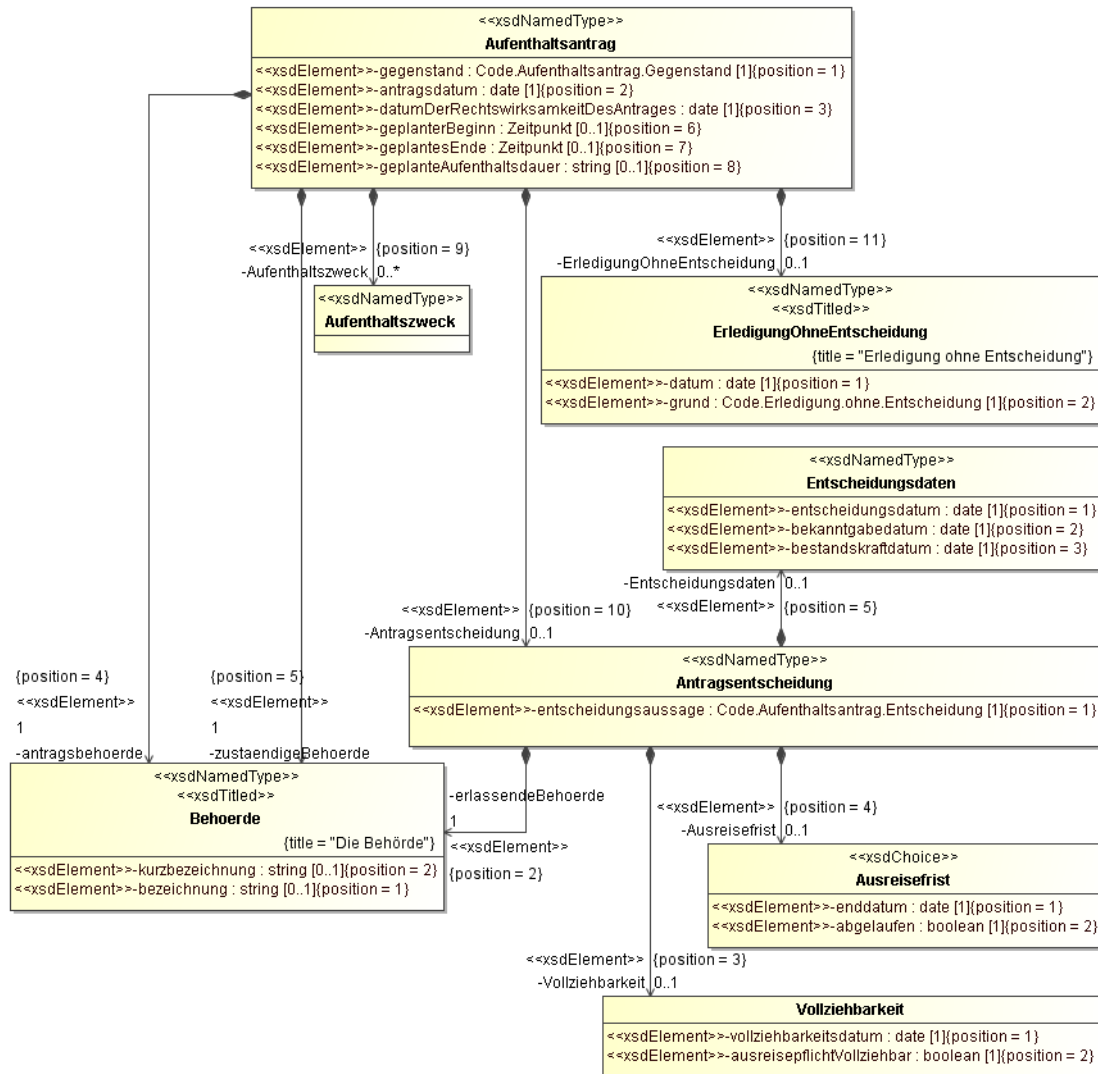 <<xsdNamedType>>
Aufenthaltsantrag
<<xsdElement>>-gegenstand : Code.Aufenthaltsantrag.Gegenstand [1]{position = 1}
<<xsdElement>>-antragsdatum : date [1]{position = 2}
<<xsdElement>>-datumDerRechtswirksamkeitDesAntrages : date [1]{position = 3}
<<xsdElement>>-geplanterBeginn : Zeitpunkt [0..1]{position = 6}
<<xsdElement>>-geplantesEnde : Zeitpunkt [0..1]{position = 7}
<<xsdElement>>-geplanteAufenthaltsdauer : string [0..1]{position = 8}
<<xsdElement>> {position = 9}
-Aufenthaltszweck 0..*
<<xsdNamedType>>
Aufenthaltszweck
<<xsdElement>> {position = 11}
-ErledigungOhneEntscheidung 0..1
<<xsdNamedType>>
<<xsdTitled>>
ErledigungOhneEntscheidung
{title = "Erledigung ohne Entscheidung"}
<<xsdElement>>-datum : date [1]{position = 1}
<<xsdElement>>-grund : Code.Erledigung.ohne.Entscheidung [1]{position = 2}
<<xsdNamedType>>
Entscheidungsdaten
<<xsdElement>>-entscheidungsdatum : date [1]{position = 1}
<<xsdElement>>-bekanntgabedatum : date [1]{position = 2}
<<xsdElement>>-bestandskraftdatum : date [1]{position = 3}
-Entscheidungsdaten 0..1
<<xsdElement>> {position = 5}
<<xsdElement>> {position = 10}
-Antragsentscheidung 0..1
<<xsdNamedType>>
Antragsentscheidung
<<xsdElement>>-entscheidungsaussage : Code.Aufenthaltsantrag.Entscheidung [1]{position = 1}
{position = 4}
<<xsdElement>>
1
-antragsbehoerde
{position = 5}
<<xsdElement>>
1
-zustaendigeBehoerde
<<xsdNamedType>>
<<xsdTitled>>
Behoerde
{title = "Die Behörde"}
<<xsdElement>>-kurzbezeichnung : string [0..1]{position = 2}
<<xsdElement>>-bezeichnung : string [0..1]{position = 1}
-erlassendeBehoerde
1
<<xsdElement>>
{position = 2}
<<xsdElement>> {position = 4}
-Ausreisefrist 0..1
<<xsdChoice>>
Ausreisefrist
<<xsdElement>>-enddatum : date [1]{position = 1}
<<xsdElement>>-abgelaufen : boolean [1]{position = 2}
<<xsdElement>> {position = 3}
-Vollziehbarkeit 0..1
Vollziehbarkeit
<<xsdElement>>-vollziehbarkeitsdatum : date [1]{position = 1}
<<xsdElement>>-ausreisepflichtVollziehbar : boolean [1]{position = 2}